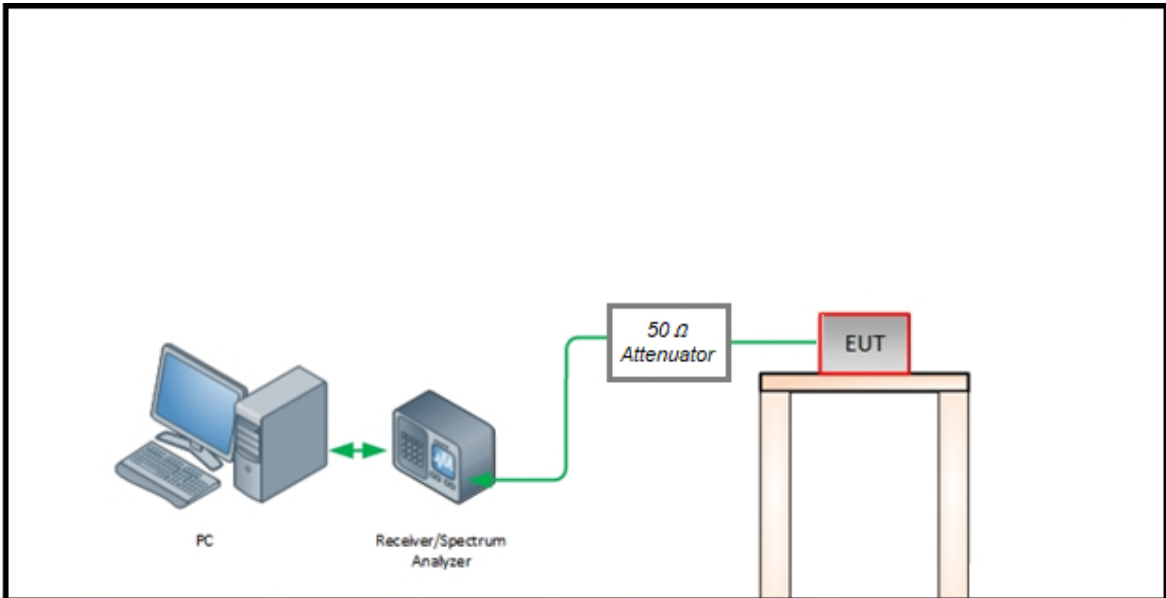 50 Ω
Attenuator
EUT
PC
Receiver/Spectrum
Analyzer